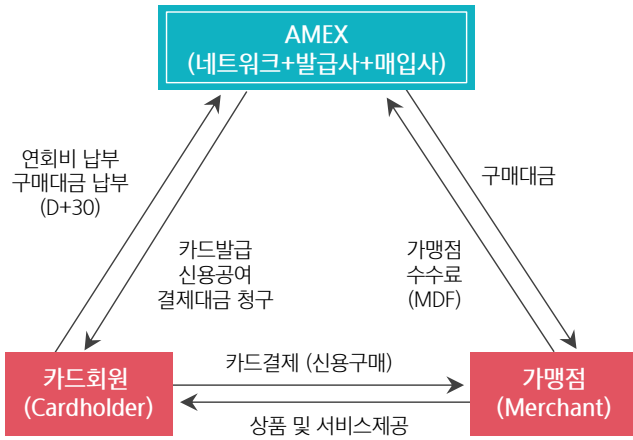 AMEX
(네트워크+발급사+매입사)
연회비 납부
구매대금 납부
(D+30)
구매대금
카드발급
신용공여
결제대금 청구
가맹점
수수료
(MDF)
카드회원
(Cardholder)
카드결제 (신용구매)
상품 및 서비스제공
가맹점
(Merchant)